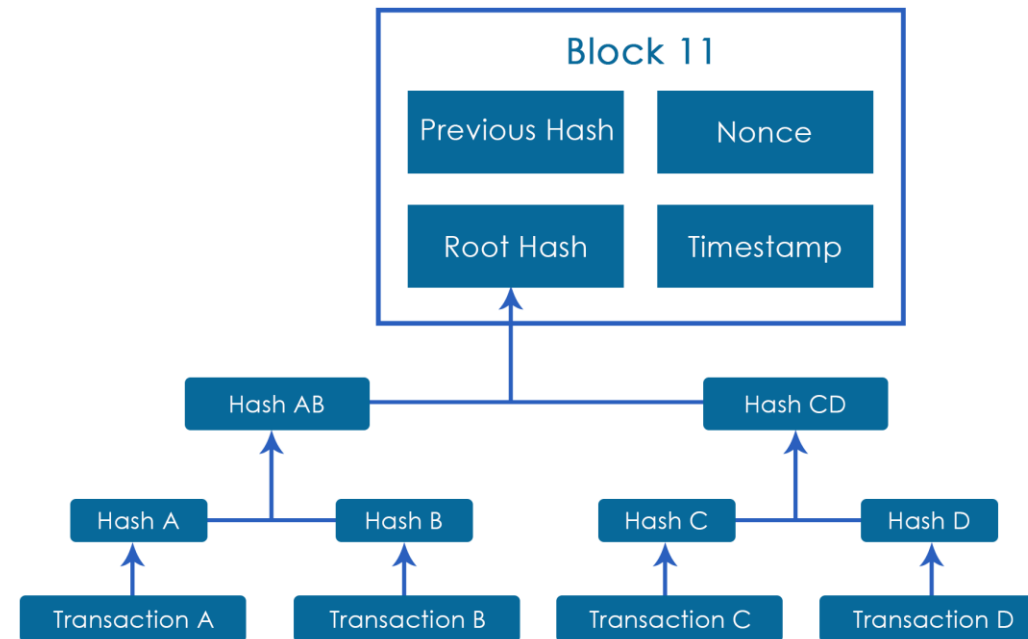 Block 11
Previous Hash
Nonce
Root Hash
Timestamp
Hash AB
Hash CD
Hash A
Hash B
Hash C
Hash D
Transaction A
Transaction B
Transaction C
Transaction D